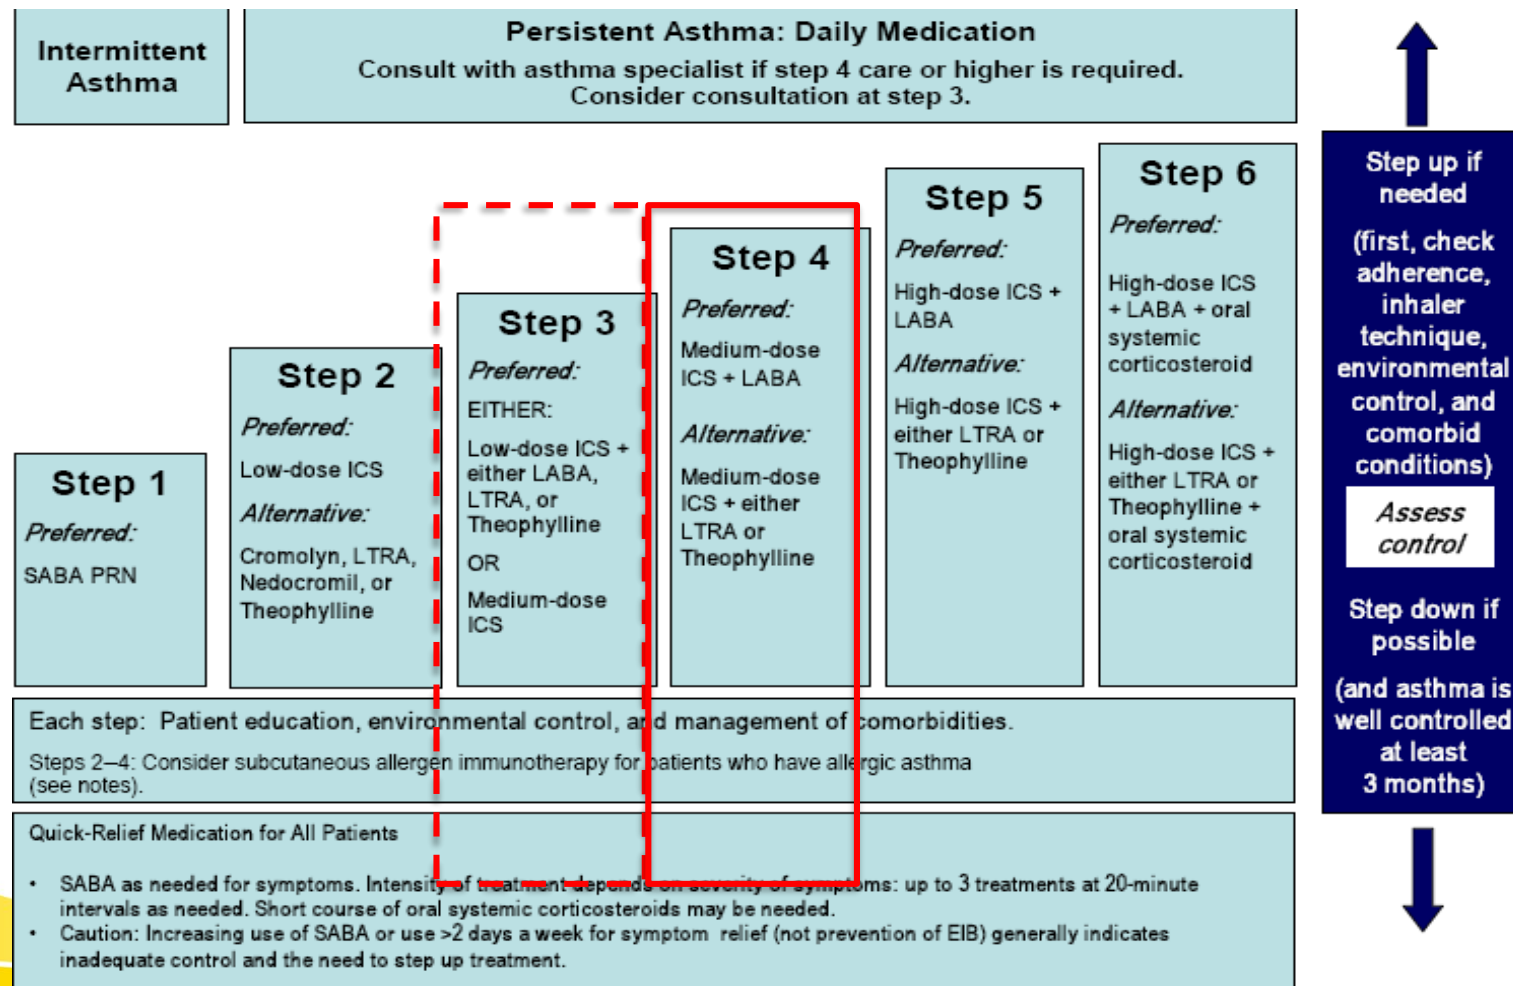 Intermittent
Asthma
Persistent Asthma: Daily Medication
Consult with asthma specialist if step 4 care or higher is required.
Consider consultation at step 3.
Step 1
Preferred:
SABA PRN
Step 2
Preferred:
Low-dose ICS
Alternative:
Cromolyn, LTRA,
Nedocromil, or
Theophylline
Step 3
Preferred:
EITHER:
Low-dose ICS +
either LABA,
LTRA, or
Theophylline
OR
Medium-dose
ICS
Step 4
Preferred:
Medium-dose
ICS + LABA
Alternative:
Medium-dose
ICS + either
LTRA or
Theophylline
Step 5
Preferred:
High-dose ICS +
LABA
Alternative:
High-dose ICS +
either LTRA or
Theophylline
Step 6
Preferred:
High-dose ICS
+ LABA + oral
systemic
corticosteroid
Alternative:
High-dose ICS +
either LTRA or
Theophylline +
oral systemic
corticosteroid
Step up if
needed
(first, check
adherence,
inhaler
technique,
environmental
control, and
comorbid
conditions)
Assess
control
Step down if
possible
(and asthma is
well controlled
at least
3 months)
Each step: Patient education, environmental control, and management of comorbidities.
Steps 2–4: Consider subcutaneous allergen immunotherapy for patients who have allergic asthma
(see notes).
Quick-Relief Medication for All Patients
• SABA as needed for symptoms. Intensity of treatment depends on severity of symptoms: up to 3 treatments at 20-minute
intervals as needed. Short course of oral systemic corticosteroids may be needed.
• Caution: Increasing use of SABA or use >2 days a week for symptom relief (not prevention of EIB) generally indicates
inadequate control and the need to step up treatment.